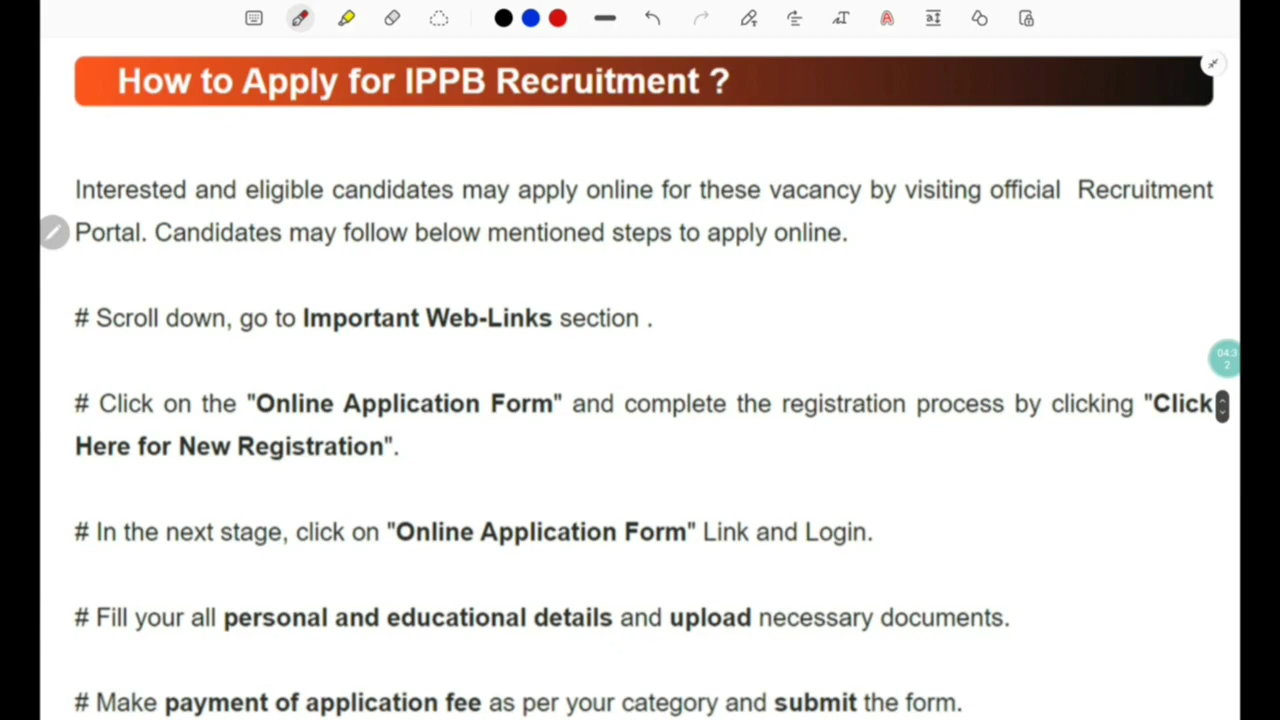 How to Apply for IPPB Recruitment ?
Interested and eligible candidates may apply online for these vacancy by visiting official Recruitment
Portal. Candidates may follow below mentioned steps to apply online.
# Scroll down, go to Important Web-Links section .
04:3
2
# Click on the "Online Application Form" and complete the registration process by clicking "Click
Here for New Registration".
# In the next stage, click on "Online Application Form" Link and Login.
# Fill your all personal and educational details and upload necessary documents.
# Make payment of application fee as per your category and submit the form.